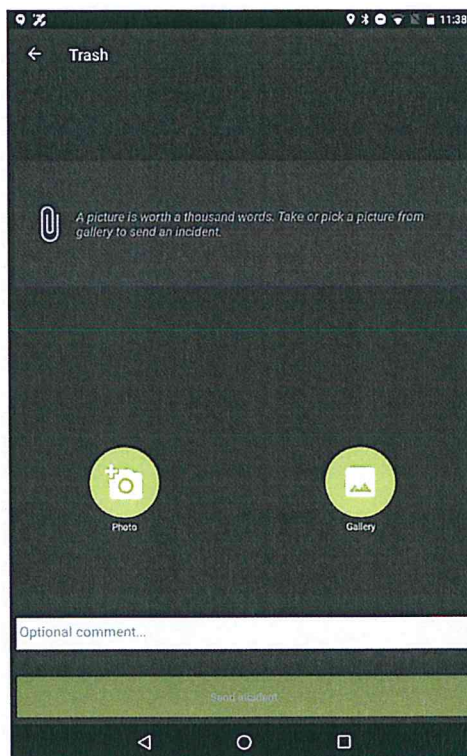 11:38
Trash
A picture is worth a thousand words. Take or pick a picture from
gallery to send an incident.
Photo
Gallery
Optional comment...
Send incident